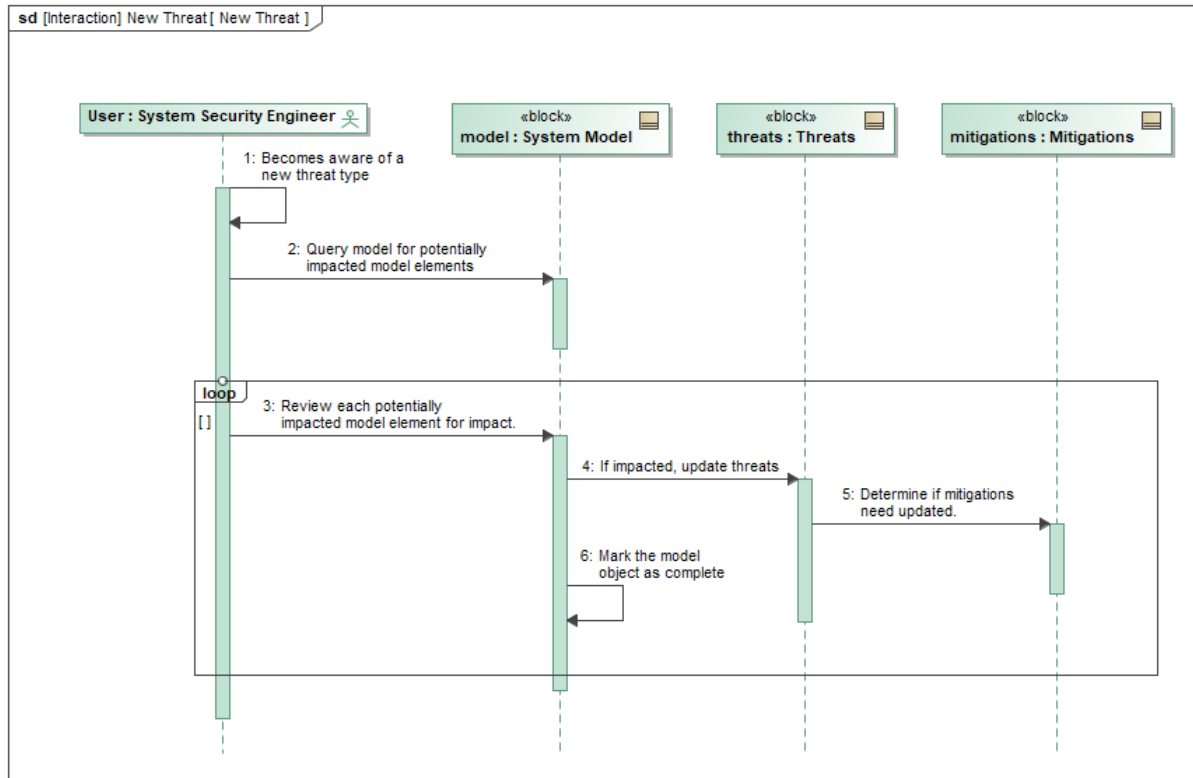 sd [Interaction] New Threat[ New Threat ]
User : System Security Engineer
«block»
model : System Model
«block»
threats : Threats
«block»
mitigations : Mitigations
1: Becomes aware of a
new threat type
2: Query model for potentially
impacted model elements
loop
[ ]
3: Review each potentially
impacted model element for impact.
4: If impacted, update threats
5: Determine if mitigations
need updated.
6: Mark the model
object as complete